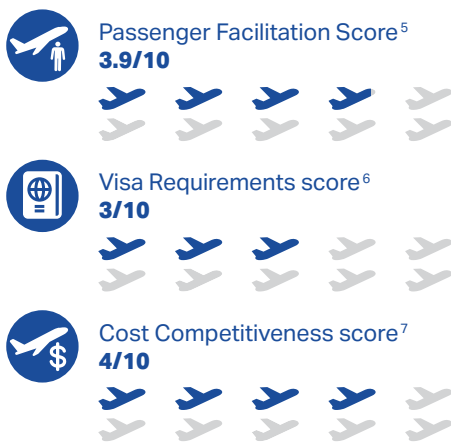 Passenger Facilitation Score⁵
3.9/10
Visa Requirements score⁶
3/10
$
Cost Competitiveness score⁷
4/10